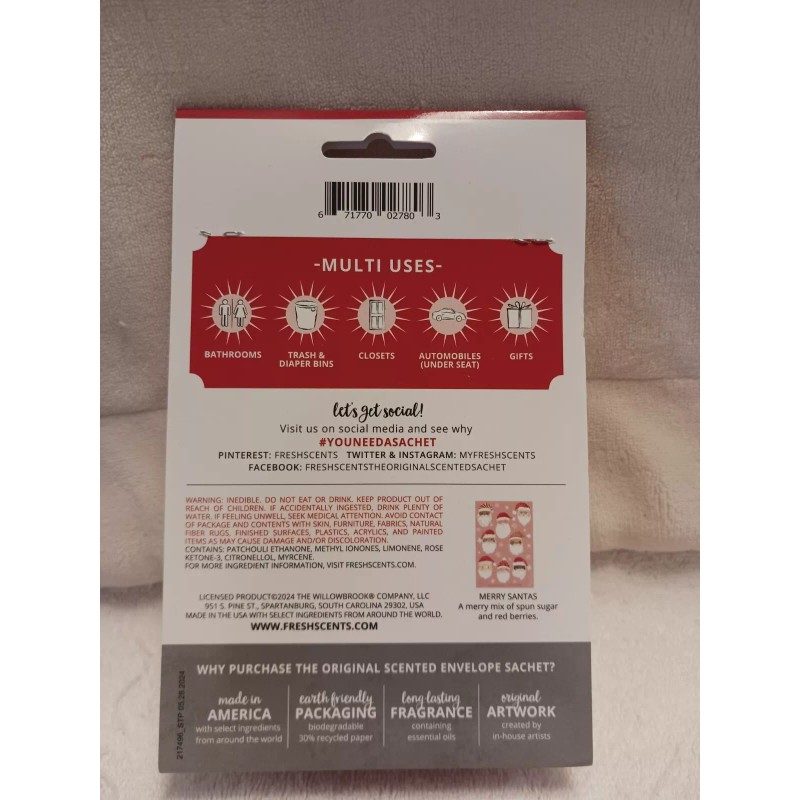 6 71770 02780 3
-MULTI USES-
BATHROOMS
TRASH &
DIAPER BINS
CLOSETS
AUTOMOBILES
(UNDER SEAT)
GIFTS
let's get social!
Visit us on social media and see why
#YOUNEEDASACHET
PINTEREST: FRESHSCENTS TWITTER & INSTAGRAM: MYFRESHSCENTS
FACEBOOK: FRESHSCENTSTHEORIGINALSCENTEDSACHET
WARNING: INEDIBLE. DO NOT EAT OR DRINK. KEEP PRODUCT OUT OF
REACH OF CHILDREN. IF ACCIDENTALLY INGESTED, DRINK PLENTY OF
WATER, IF FEELING UNWELL, SEEK MEDICAL ATTENTION. AVOID CONTACT
OF PACKAGE AND CONTENTS WITH SKIN, FURNITURE, FABRICS, NATURAL
FIBER RUGS, FINISHED SURFACES, PLASTICS, ACRYLICS, AND PAINTED
ITEMS AS MAY CAUSE DAMAGE AND/OR DISCOLORATION.
CONTAINS: PATCHOULI ETHANONE, METHYL IONONES, LIMONENE, ROSE
KETONE-3, CITRONELLOL, MYRCENE.
FOR MORE INGREDIENT INFORMATION, VISIT FRESHSCENTS.COM.
LICENSED PRODUCT©2024 THE WILLOWBROOK® COMPANY, LLC
951 S. PINE ST., SPARTANBURG, SOUTH CAROLINA 29302, USA
MADE IN THE USA WITH SELECT INGREDIENTS FROM AROUND THE WORLD.
WWW.FRESHSCENTS.COM
MERRY SANTAS
A merry mix of spun sugar
and red berries.
WHY PURCHASE THE ORIGINAL SCENTED ENVELOPE SACHET?
made in
AMERICA
with select ingredients
from around the world
earth friendly
PACKAGING
biodegradable
30% recycled paper
long lasting
FRAGRANCE
containing
essential oils
original
ARTWORK
created by
in-house artists
217496_STP 05.28.2024